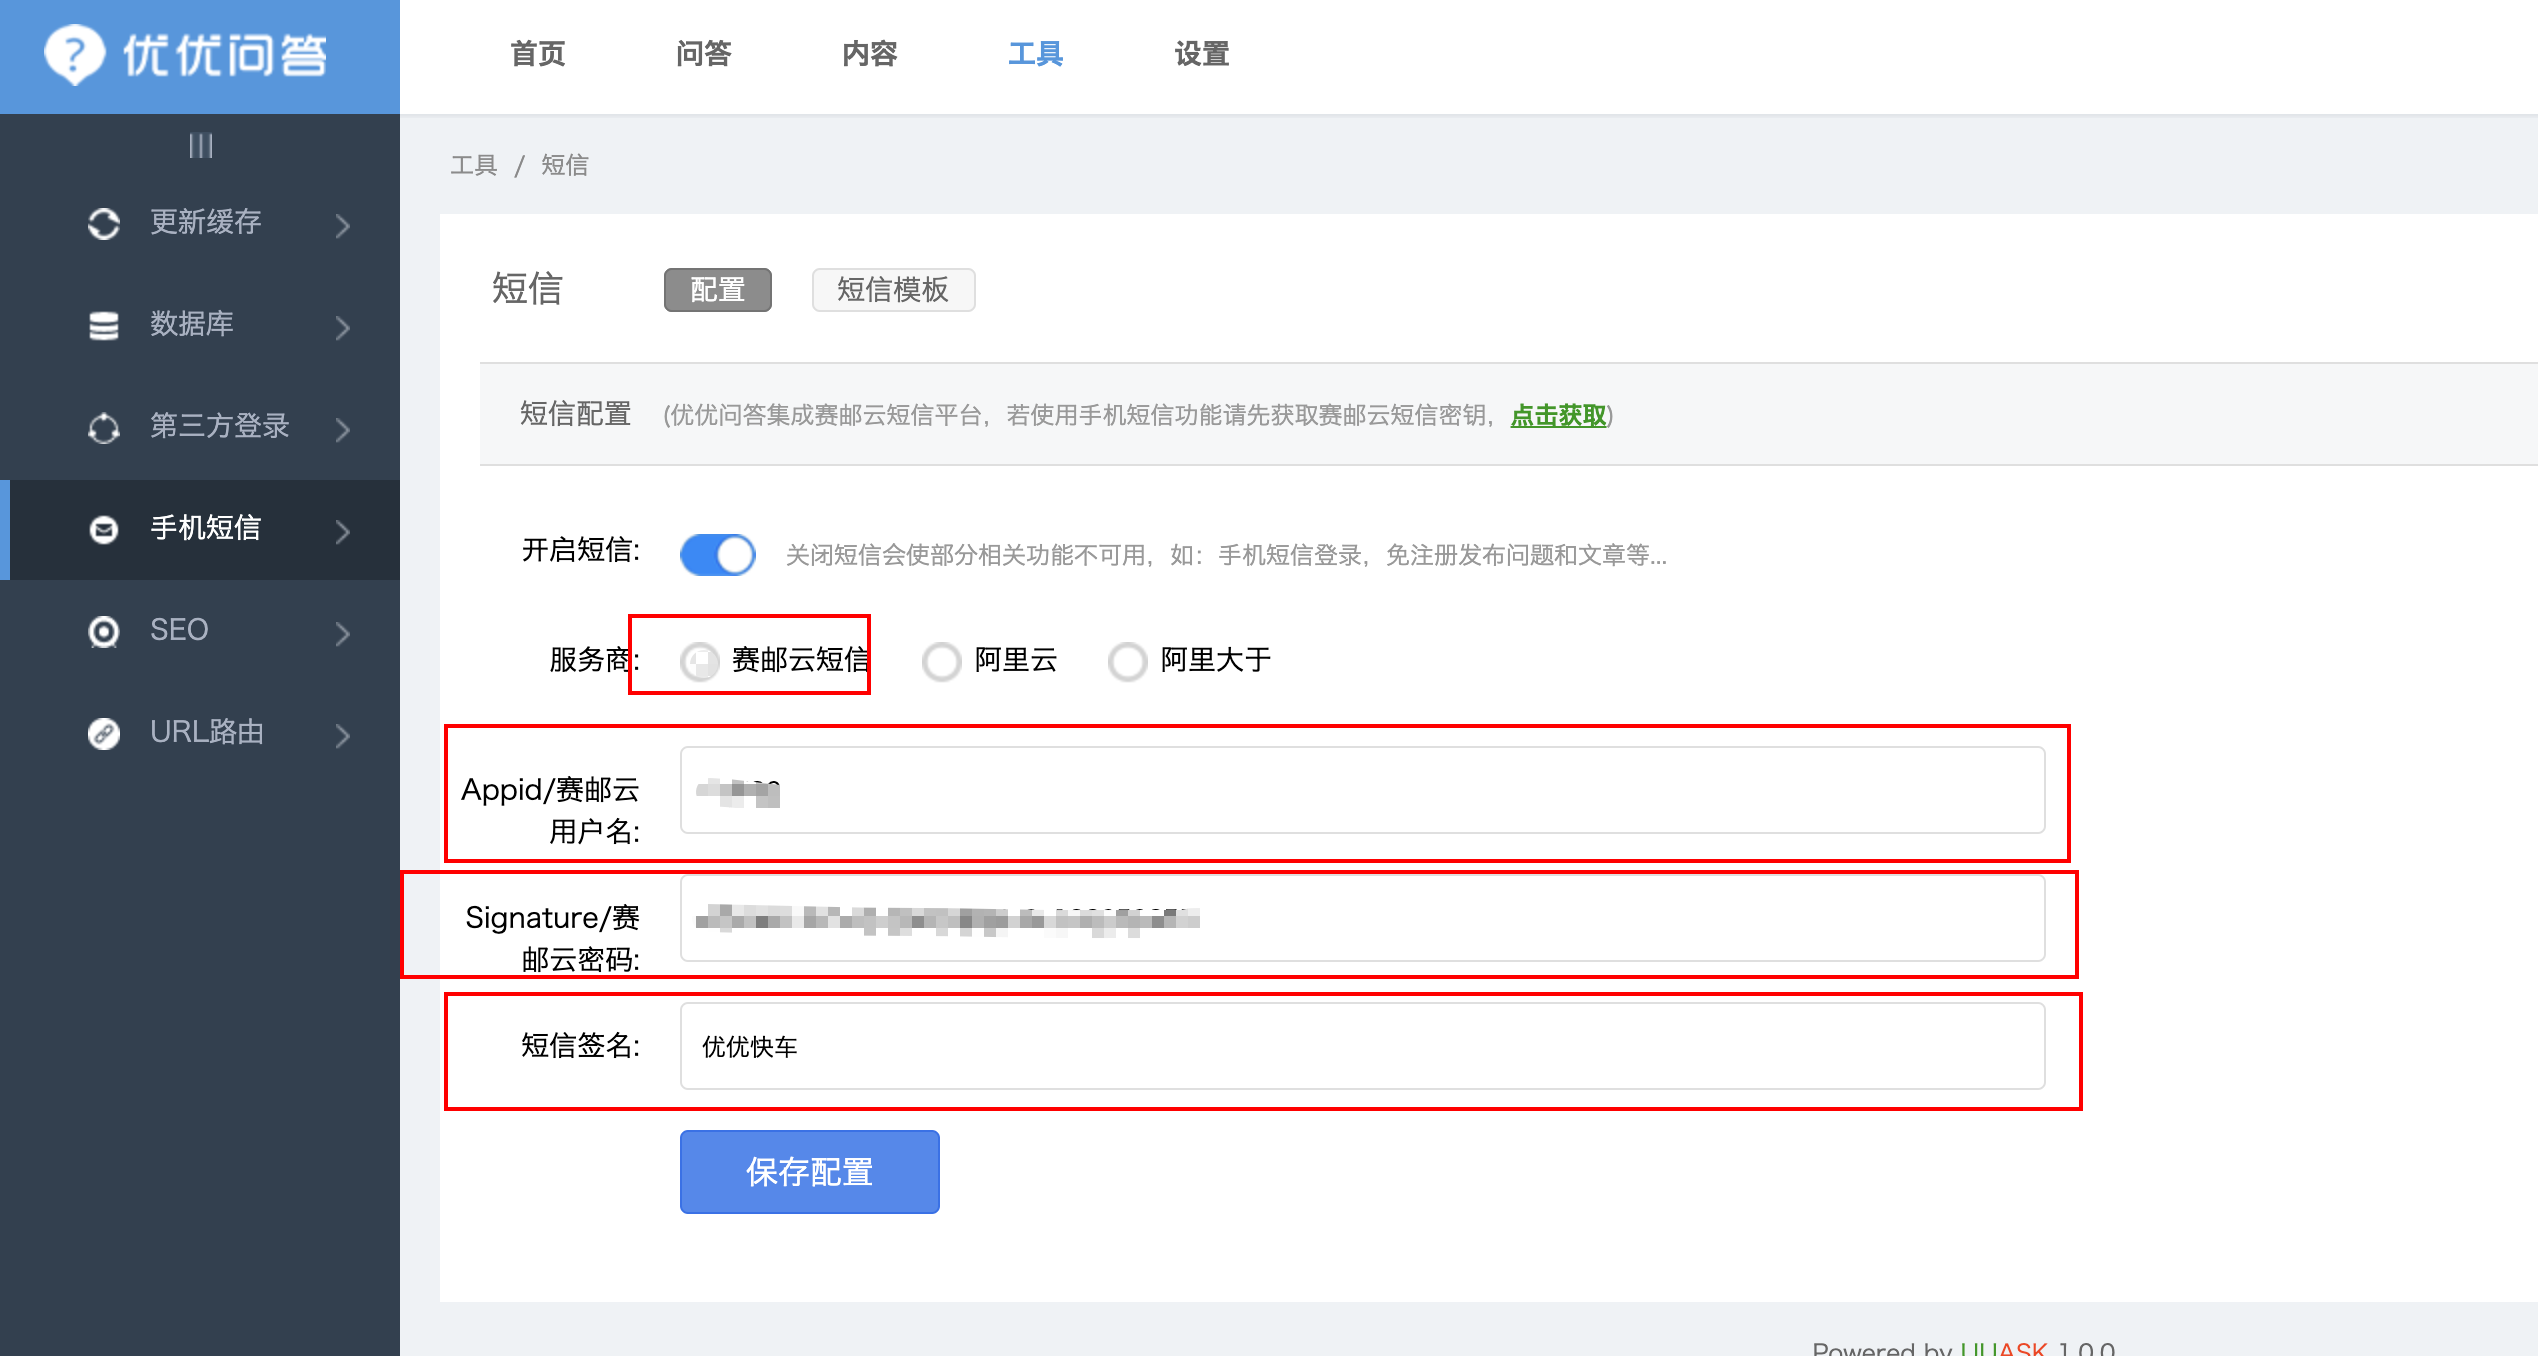 优优问答
首页 问答 内容 工具 设置
工具 / 短信
更新缓存
数据库
第三方登录
手机短信
SEO
URL路由
短信 配置 短信模板
短信配置 (优优问答集成赛邮云短信平台，若使用手机短信功能请先获取赛邮云短信密钥，点击获取)
开启短信: 关闭短信会使部分相关功能不可用，如：手机短信登录，免注册发布问题和文章等...
服务商: 赛邮云短信 阿里云 阿里大于
Appid/赛邮云
用户名:
Signature/赛
邮云密码:
短信签名: 优优快车
保存配置
Powered by UUASK 1.0.0